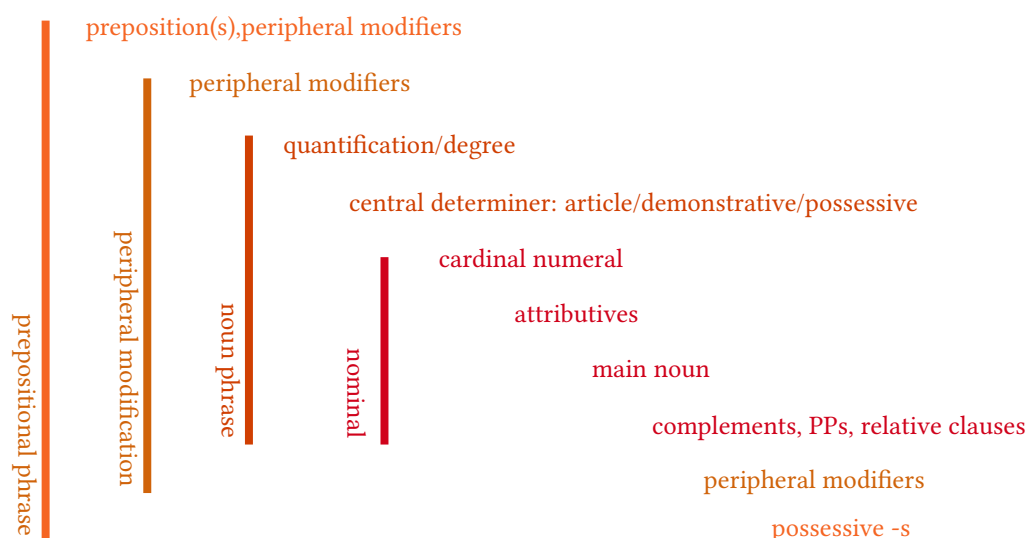 preposition(s),peripheral modifiers
peripheral modifiers
quantification/degree
central determiner: article/demonstrative/possessive
cardinal numeral
attributives
main noun
complements, PPs, relative clauses
peripheral modifiers
possessive -s
prepositional phrase
peripheral modification
noun phrase
nominal